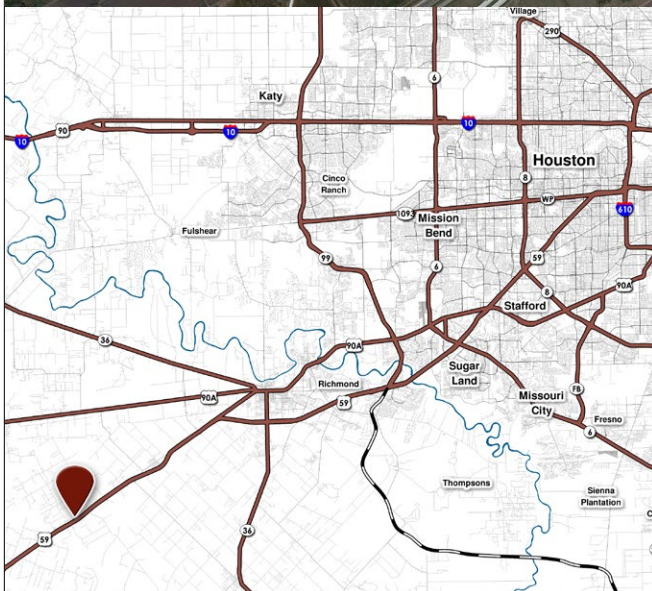 Village
290
6
Katy
90
10
10
10
Houston
Cinco
Ranch
8
WP
610
1093
Mission
Bend
Fulshear
99
6
59
90A
8
Stafford
36
90A
Richmond
Sugar
Land
90A
59
Missouri
City
FB
Fresno
6
Thompsons
Sienna
Plantation
36
59
C